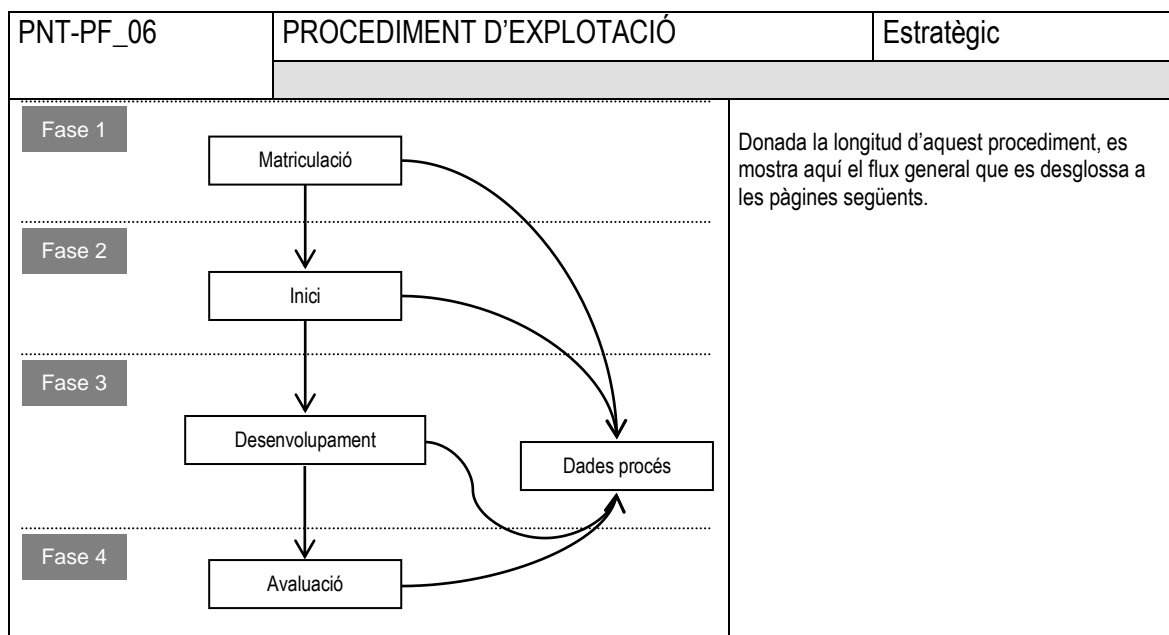 PNT-PF_06
PROCEDIMENT D'EXPLOTACIÓ
Estratègic
Fase 1
Matriculació
Donada la longitud d’aquest procediment, es
mostra aquí el flux general que es desglossa a
les pàgines següents.
Fase 2
Inici
Fase 3
Desenvolupament
Dades procés
Fase 4
Avaluació